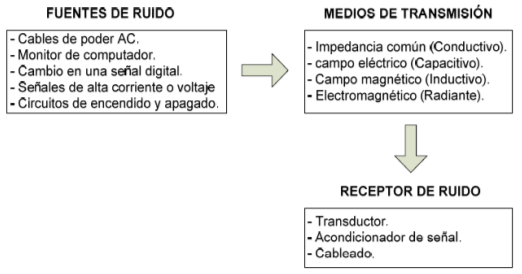 FUENTES DE RUIDO
- Cables de poder AC.
- Monitor de computador.
- Cambio en una señal digital.
- Señales de alta corriente o voltaje
- Circuitos de encendido y apagado.
MEDIOS DE TRANSMISIÓN
- Impedancia común (Conductivo).
- campo eléctrico (Capacitivo).
- Campo magnético (Inductivo).
- Electromagnético (Radiante).
RECEPTOR DE RUIDO
- Transductor.
- Acondicionador de señal.
- Cableado.